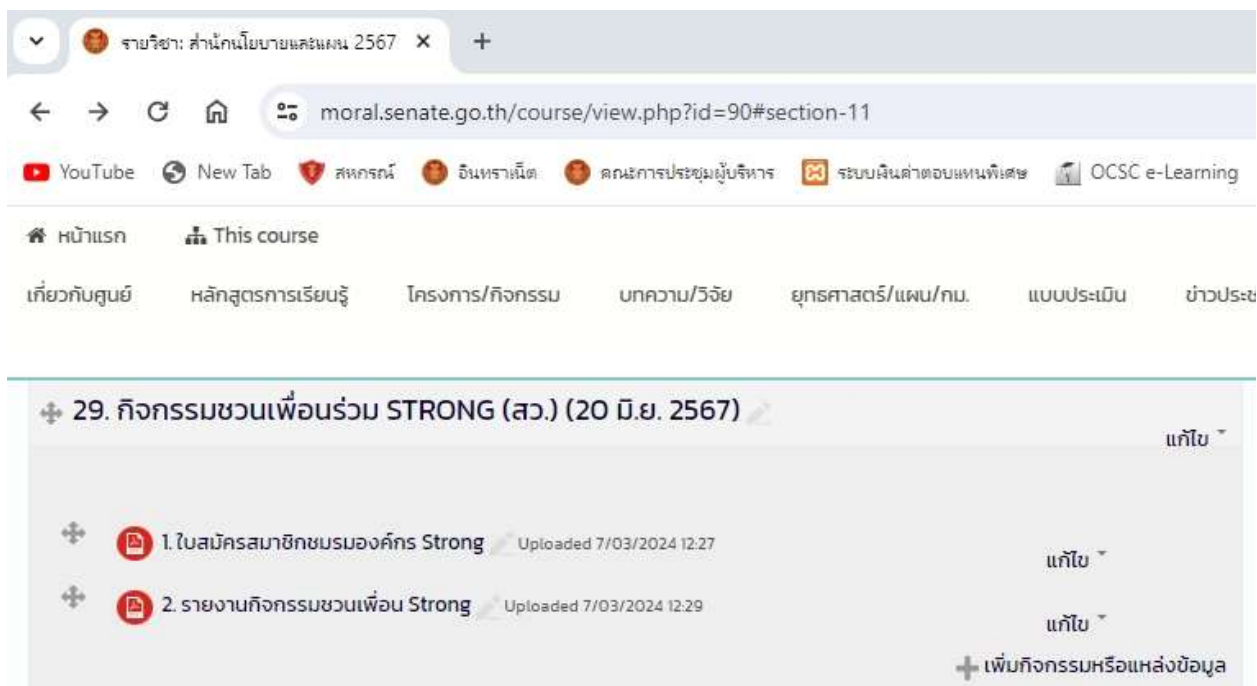 รายวิชา: สำนักนโยบายและแผน 2567
moral.senate.go.th/course/view.php?id=90#section-11
YouTube New Tab สหกรณ์ อินทราเน็ต คณะการประชุมผู้บริหาร ระบบผินค่าตอบแทนพิเศษ OCSC e-Learning
หน้าแรก This course
เกี่ยวกับศูนย์ หลักสูตรการเรียนรู้ โครงการ/กิจกรรม บทความ/วิจัย ยุทธศาสตร์/แผน/กม. แบบประเมิน ข่าวประช
29. กิจกรรมชวนเพื่อนร่วม STRONG (สว.) (20 มิ.ย. 2567)
แก้ไข
1. ใบสมัครสมาชิกชมรมองค์กร Strong Uploaded 7/03/2024 12:27
แก้ไข
2. รายงานกิจกรรมชวนเพื่อน Strong Uploaded 7/03/2024 12:29
แก้ไข
เพิ่มกิจกรรมหรือแหล่งข้อมูล